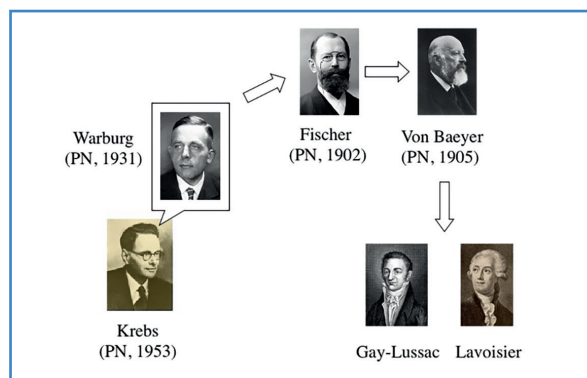 Warburg
(PN, 1931)
Fischer
(PN, 1902)
Von Baeyer
(PN, 1905)
Krebs
(PN, 1953)
Gay-Lussac
Lavoisier